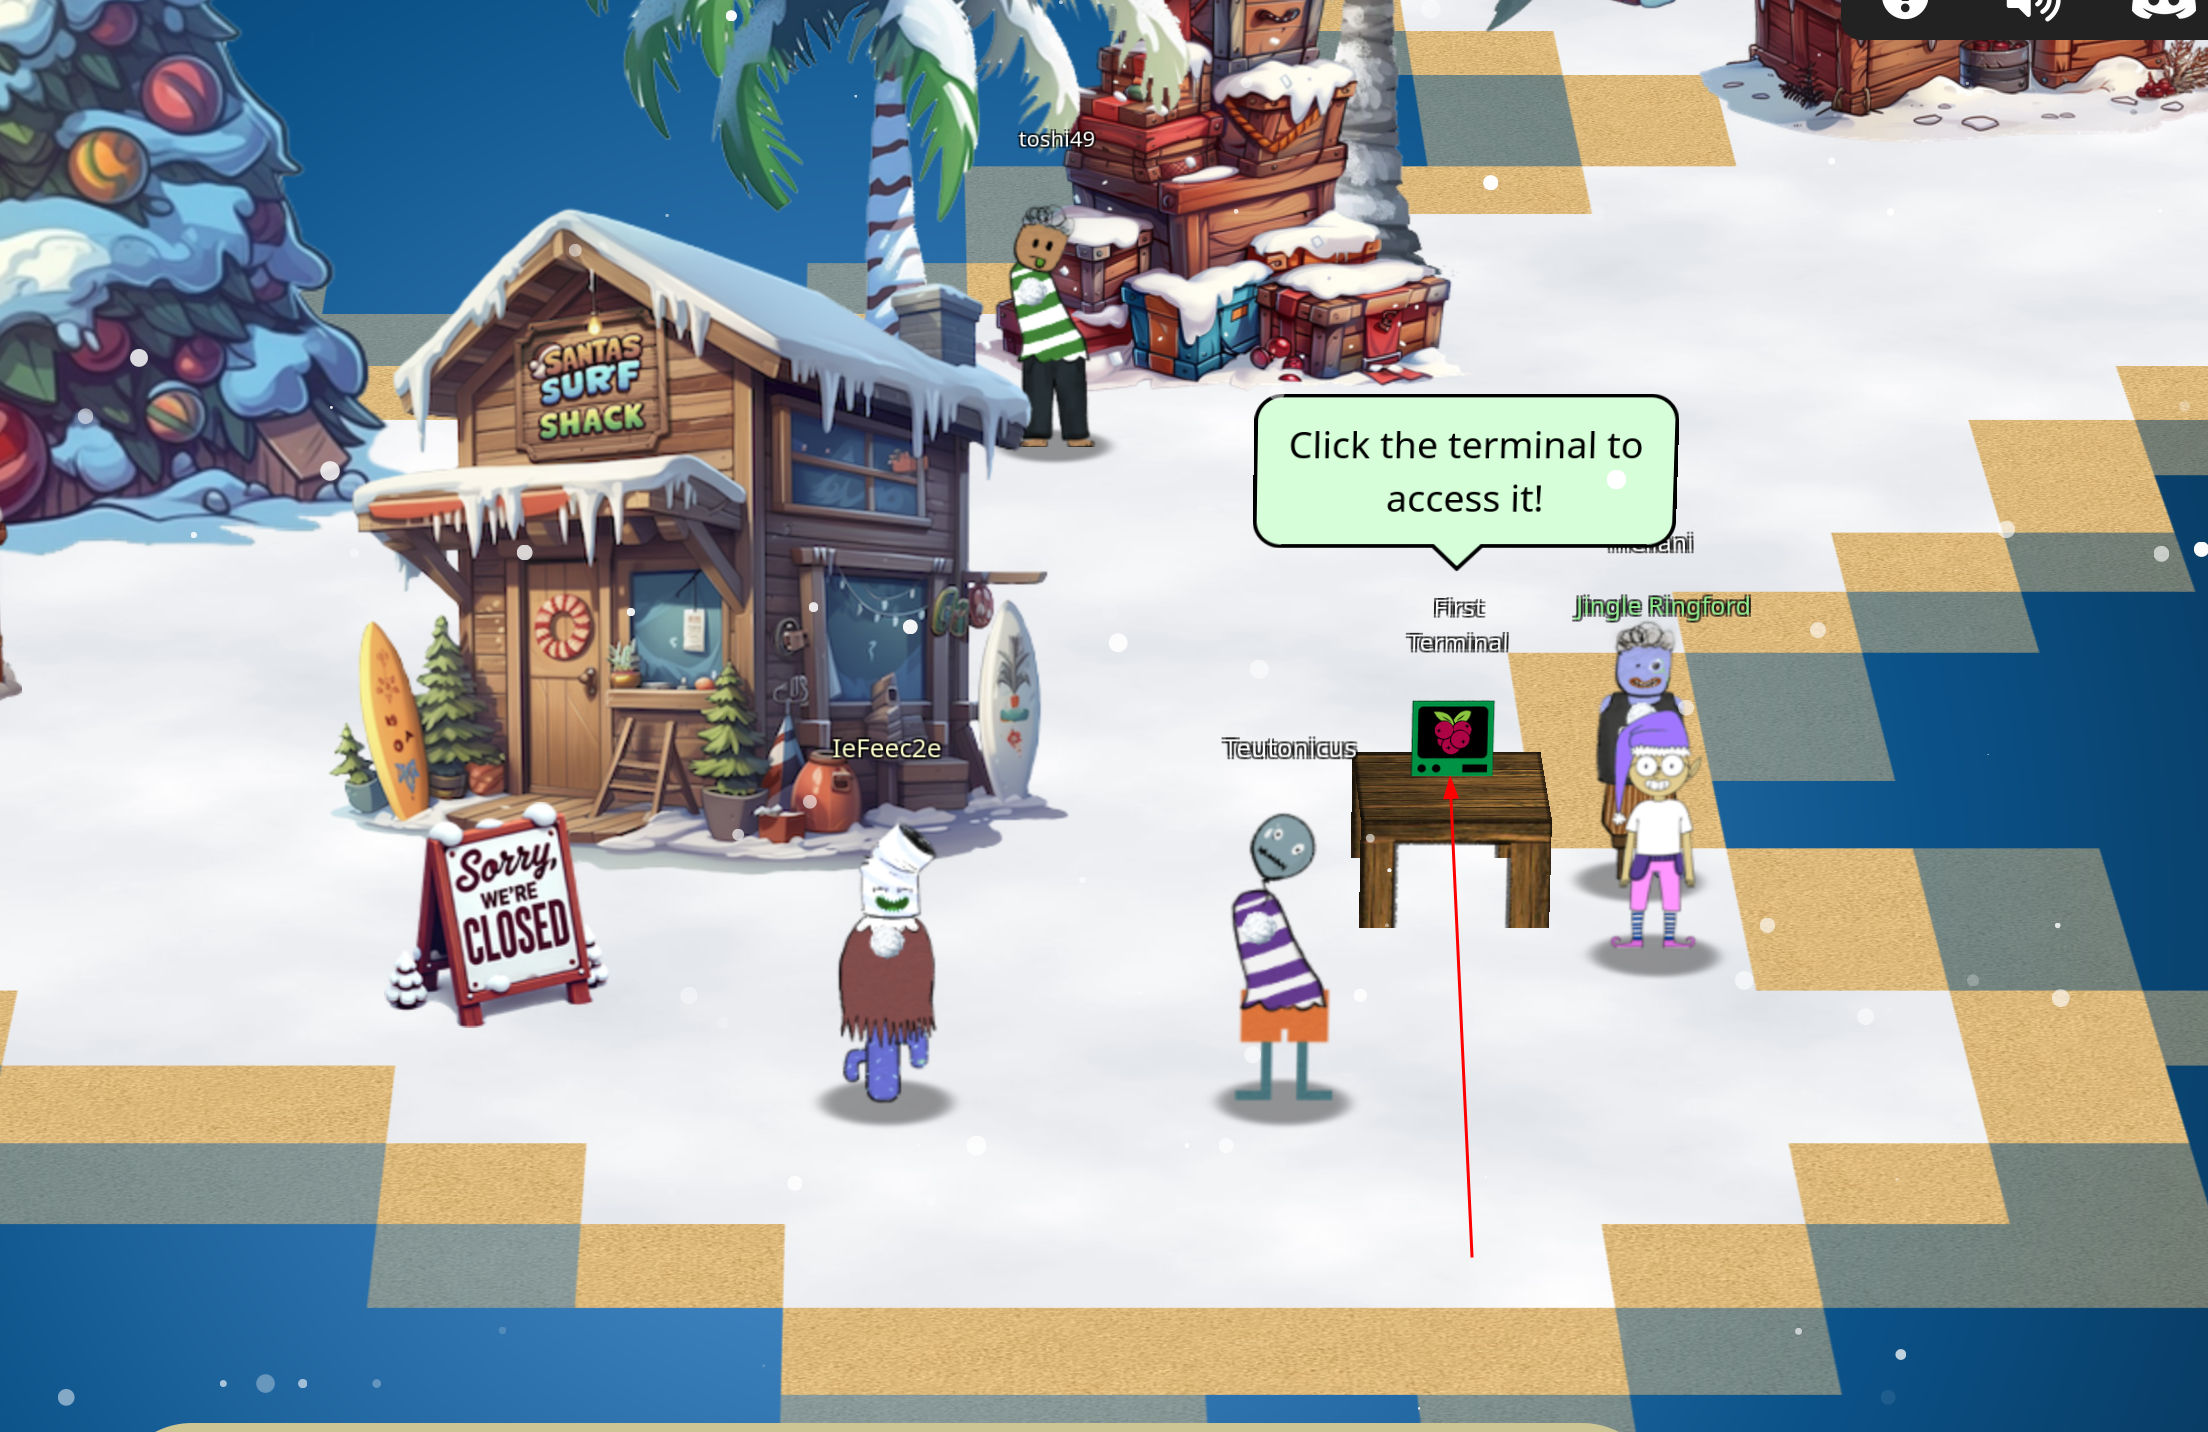 toshi49
SANTAS
SURF
SHACK
Click the terminal to
access it!
First
Terminal
Jingle Ringford
IeFeec2e
Teutonicus
Sorry,
WE'RE
CLOSED